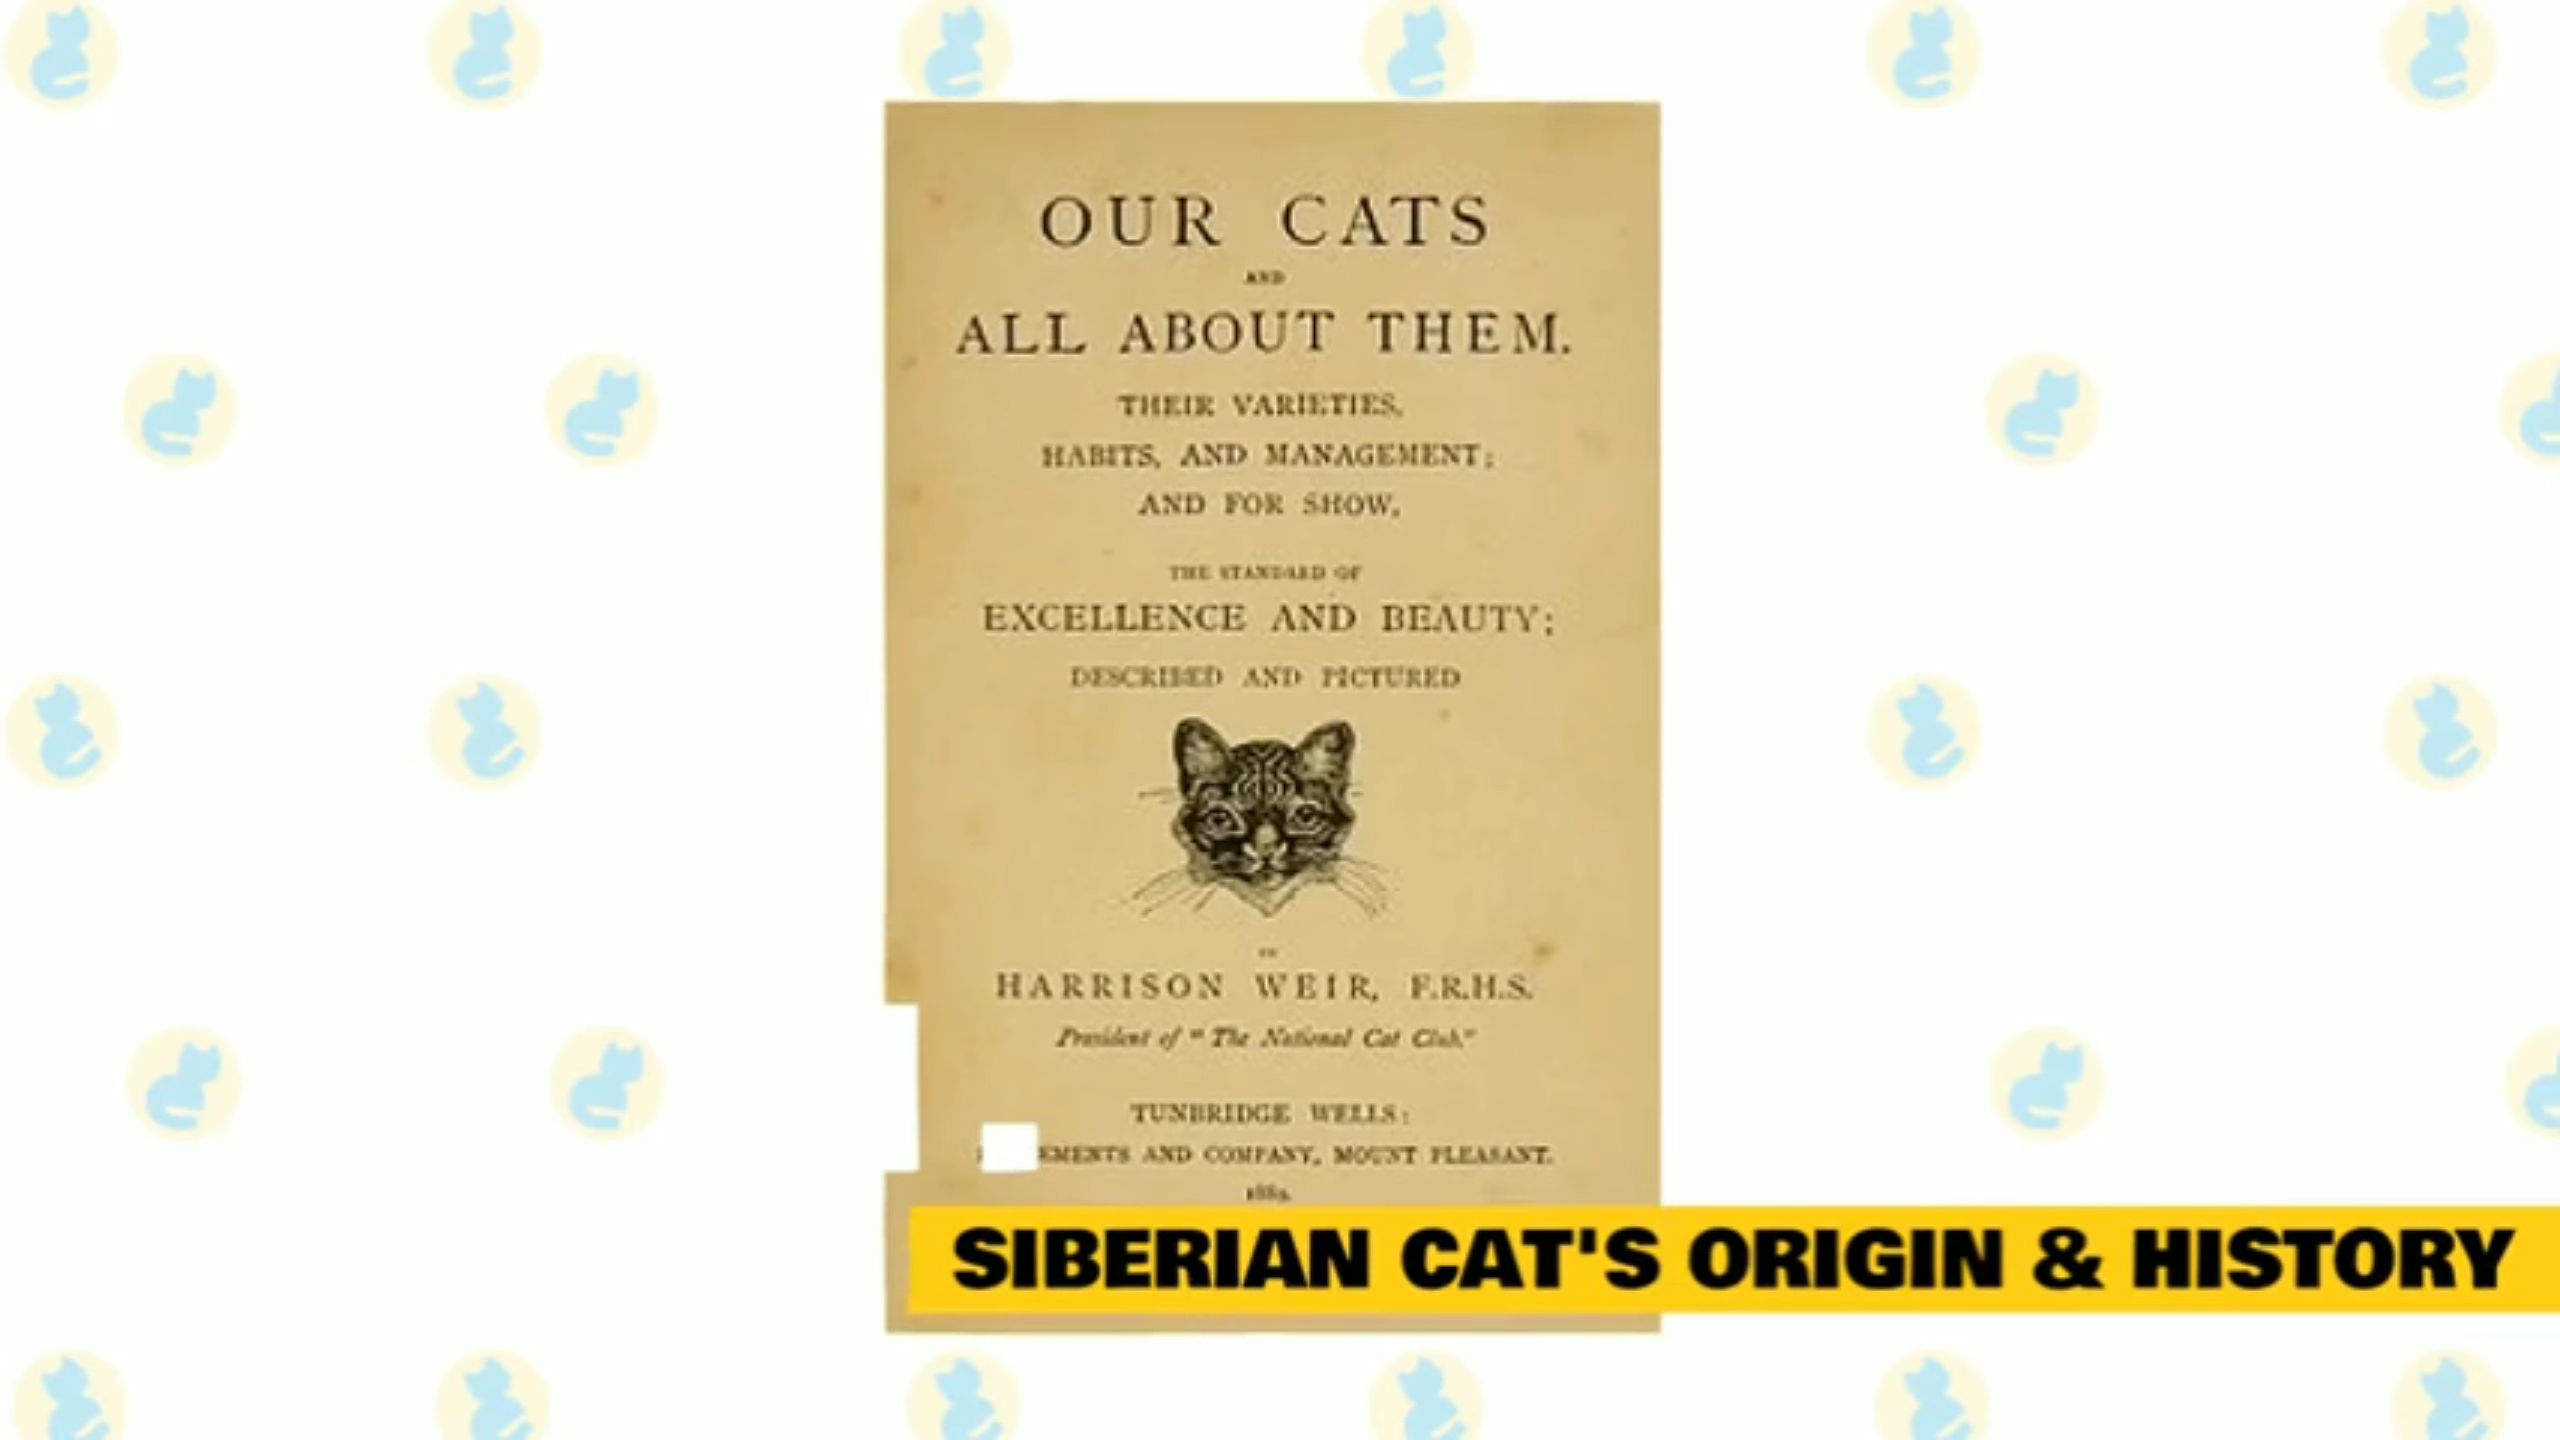 OUR CATS
AND
ALL ABOUT THEM.
THEIR VARIETIES,
HABITS, AND MANAGEMENT;
AND FOR SHOW,
THE STANDARD OF
EXCELLENCE AND BEAUTY;
DESCRIBED AND PICTURED
HARRISON WEIR, F.R.H.S.
President of "The National Cat Club."
TUNBRIDGE WELLS:
EMENTS AND COMPANY, MOUNT PLEASANT.
1889.
SIBERIAN CAT'S ORIGIN & HISTORY